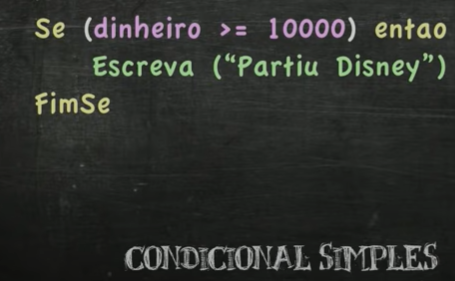 Se (dinheiro >= 10000) entao
Escreva (“Partiu Disney”)
FimSe
CONDICIONAL SIMPLES